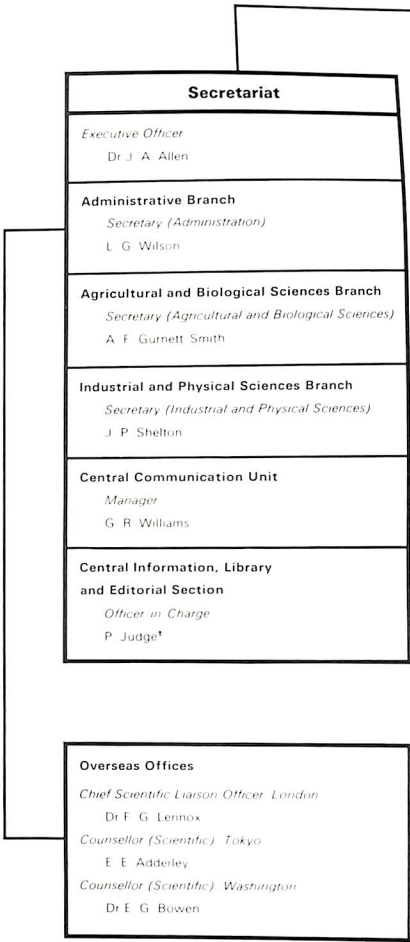 Secretariat
Executive Officer
Dr J A Allen
Administrative Branch
Secretary (Administration)
L G Wilson
Agricultural and Biological Sciences Branch
Secretary (Agricultural and Biological Sciences)
A F Gurnett Smith
Industrial and Physical Sciences Branch
Secretary (Industrial and Physical Sciences)
J P Shelton
Central Communication Unit
Manager
G R Williams
Central Information, Library
and Editorial Section
Officer in Charge
P Judge†
Overseas Offices
Chief Scientific Liaison Officer London
Dr F G Lennox
Counsellor (Scientific) Tokyo
E E Adderley
Counsellor (Scientific) Washington
Dr E G Bowen